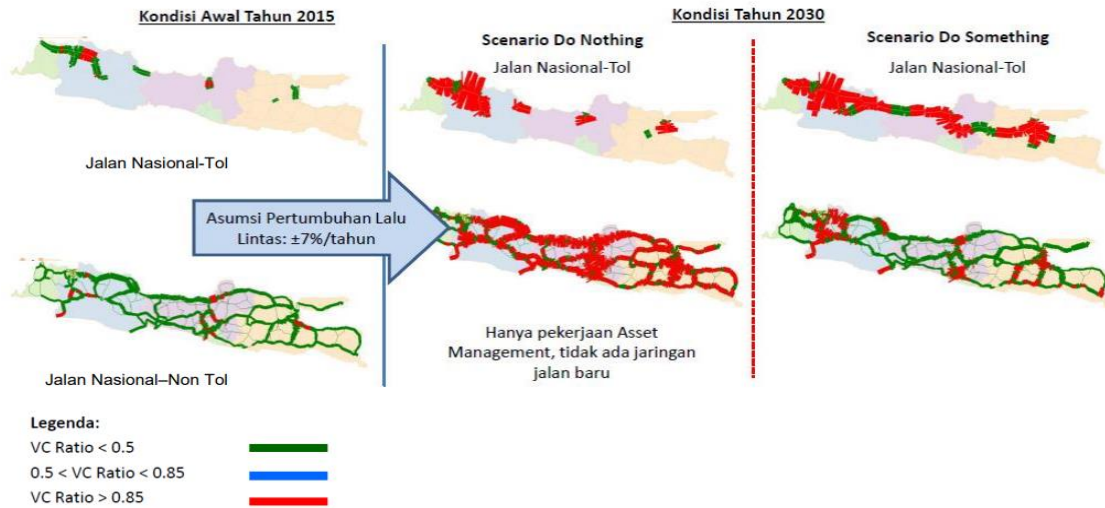 Kondisi Awal Tahun 2015
Jalan Nasional-Tol
Jalan Nasional–Non Tol
Asumsi Pertumbuhan Lalu
Lintas: ±7%/tahun
Kondisi Tahun 2030
Scenario Do Nothing
Jalan Nasional-Tol
Hanya pekerjaan Asset
Management, tidak ada jaringan
jalan baru
Scenario Do Something
Jalan Nasional-Tol
Legenda:
VC Ratio < 0.5
0.5 < VC Ratio < 0.85
VC Ratio > 0.85